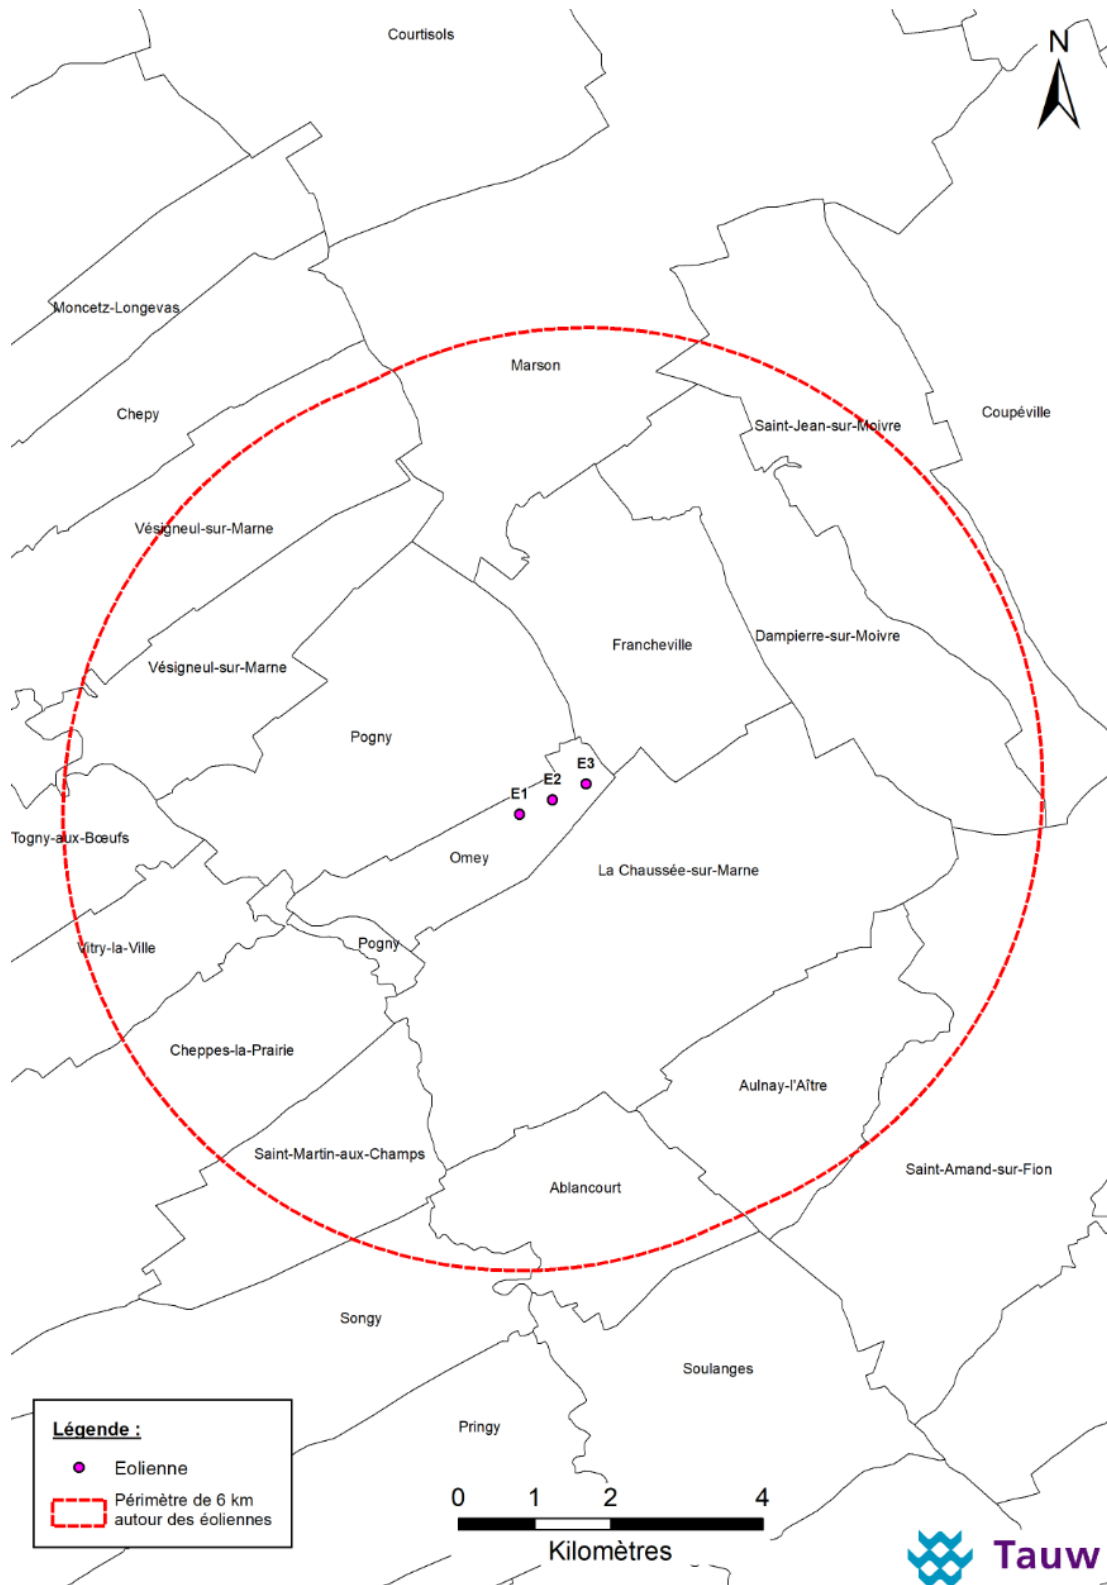 Courtisols
N
Moncetz-Longevas
Marson
Chepy
Coupéville
Saint-Jean-sur-Moivre
Vésigneul-sur-Marne
Dampierre-sur-Moivre
Francheville
Vésigneul-sur-Marne
Pogny
E3
E2
E1
Togny-aux-Bœufs
Omey
La Chaussée-sur-Marne
Pogny
Vitry-la-Ville
Cheppes-la-Prairie
Aulnay-l'Aître
Saint-Martin-aux-Champs
Saint-Amand-sur-Fion
Ablancourt
Songy
Soulanges
Pringy
Légende :
Eolienne
Périmètre de 6 km
autour des éoliennes
0 1 2 4
Kilomètres
Tauw